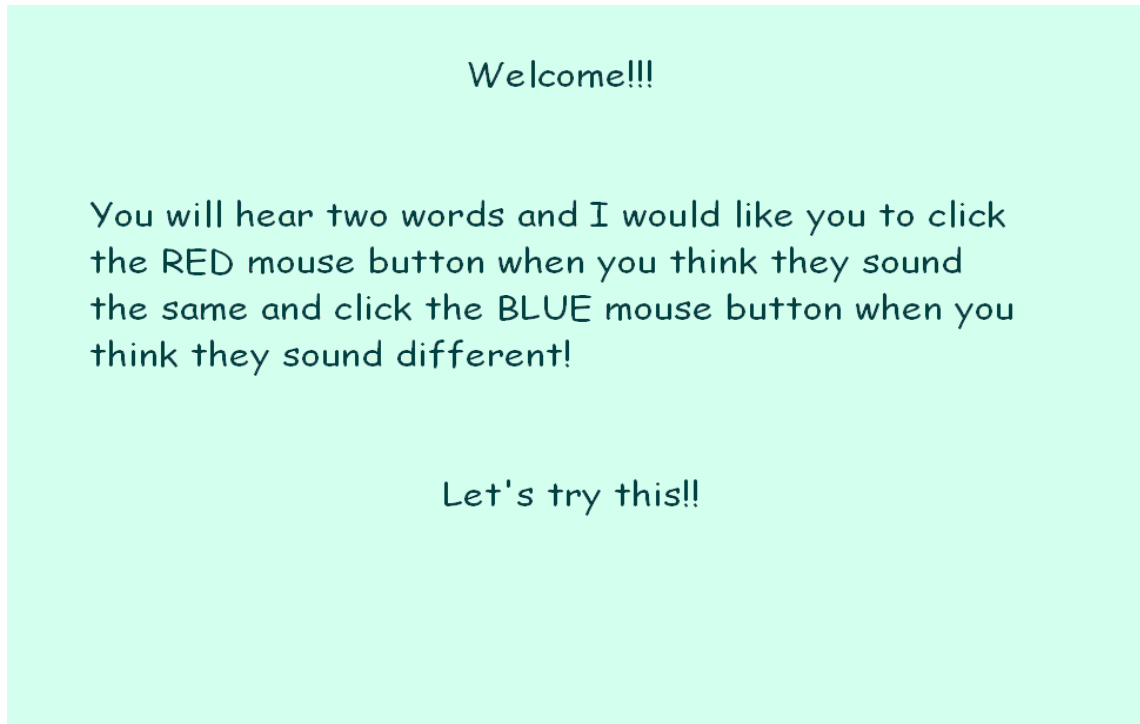 Welcome!!!
You will hear two words and I would like you to click
the RED mouse button when you think they sound
the same and click the BLUE mouse button when you
think they sound different!
Let's try this!!